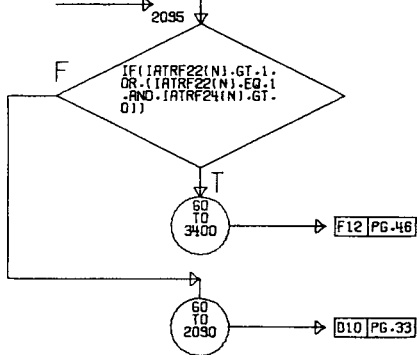 2095
F
IF(IATRF22(N).GT.1.
OR.(IATRF22(N).EQ.1
.AND.IATRF24(N).GT.
0))
T
GO
TO
3400
F12 PG.46
GO
TO
2090
D10 PG.33